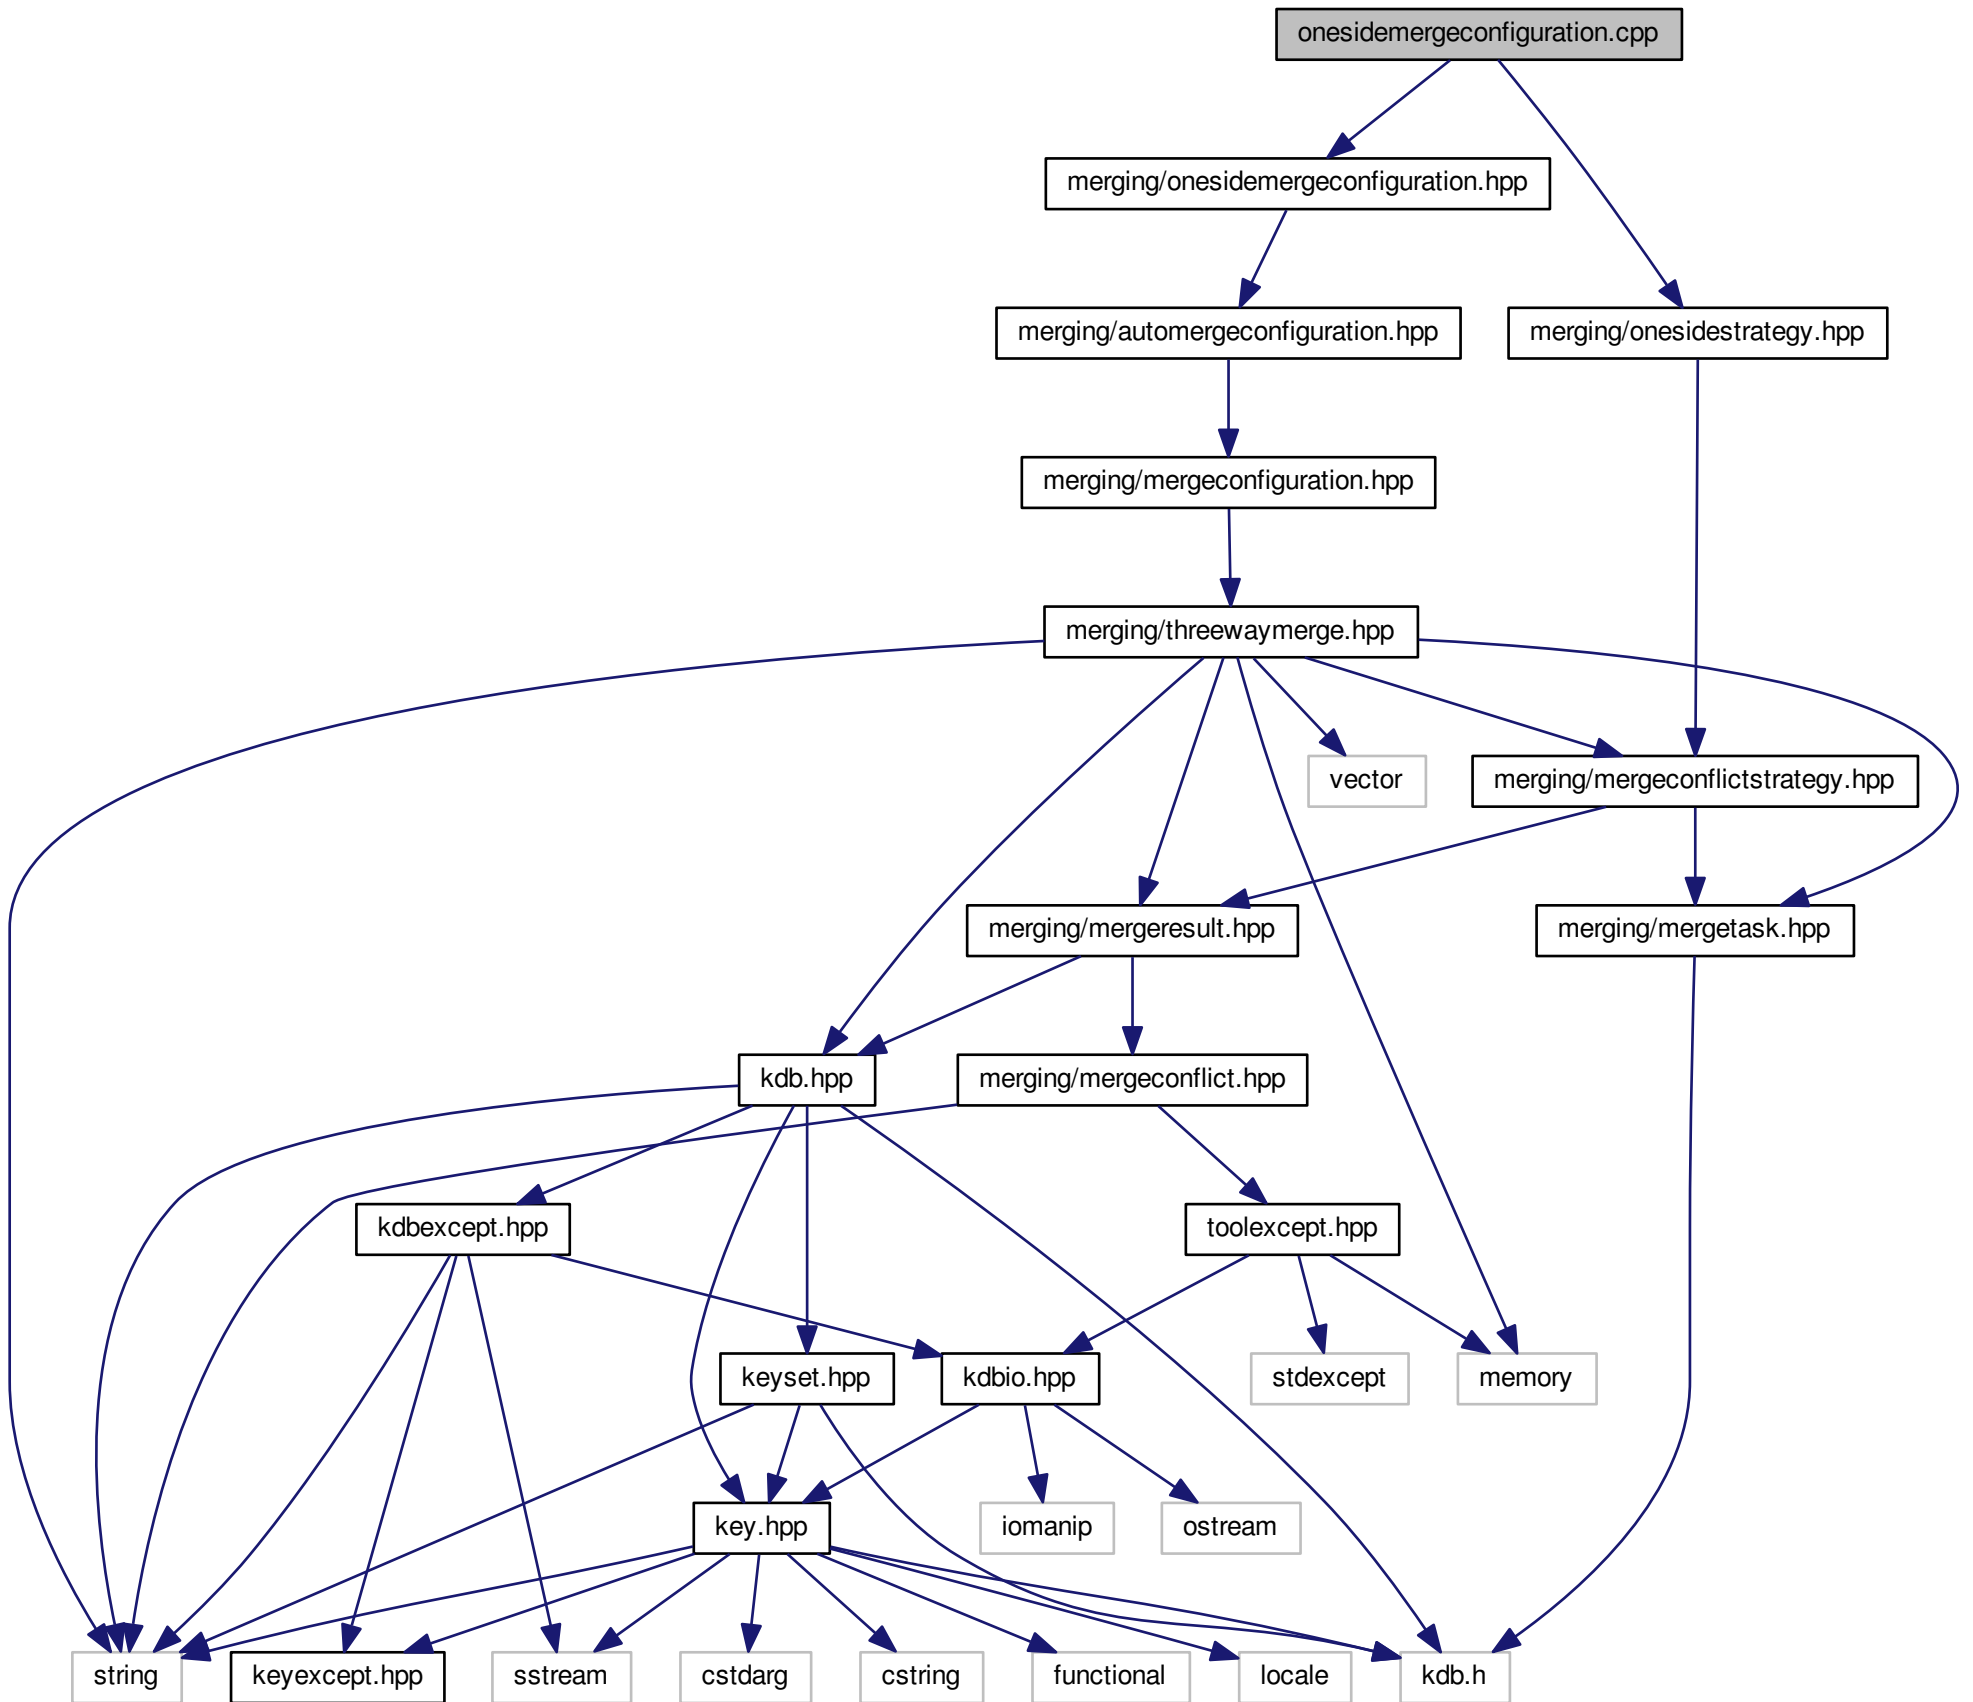 onesidemergeconfiguration.cpp
merging/onesidemergeconfiguration.hpp
merging/automergeconfiguration.hpp
merging/onesidestrategy.hpp
merging/mergeconfiguration.hpp
merging/threewaymerge.hpp
vector
merging/mergeconflictstrategy.hpp
merging/mergeresult.hpp
merging/mergetask.hpp
kdb.hpp
merging/mergeconflict.hpp
kdbexcept.hpp
toolexcept.hpp
keyset.hpp
kdbio.hpp
stdexcept
memory
key.hpp
iomanip
ostream
string
keyexcept.hpp
sstream
cstdarg
cstring
functional
locale
kdb.h